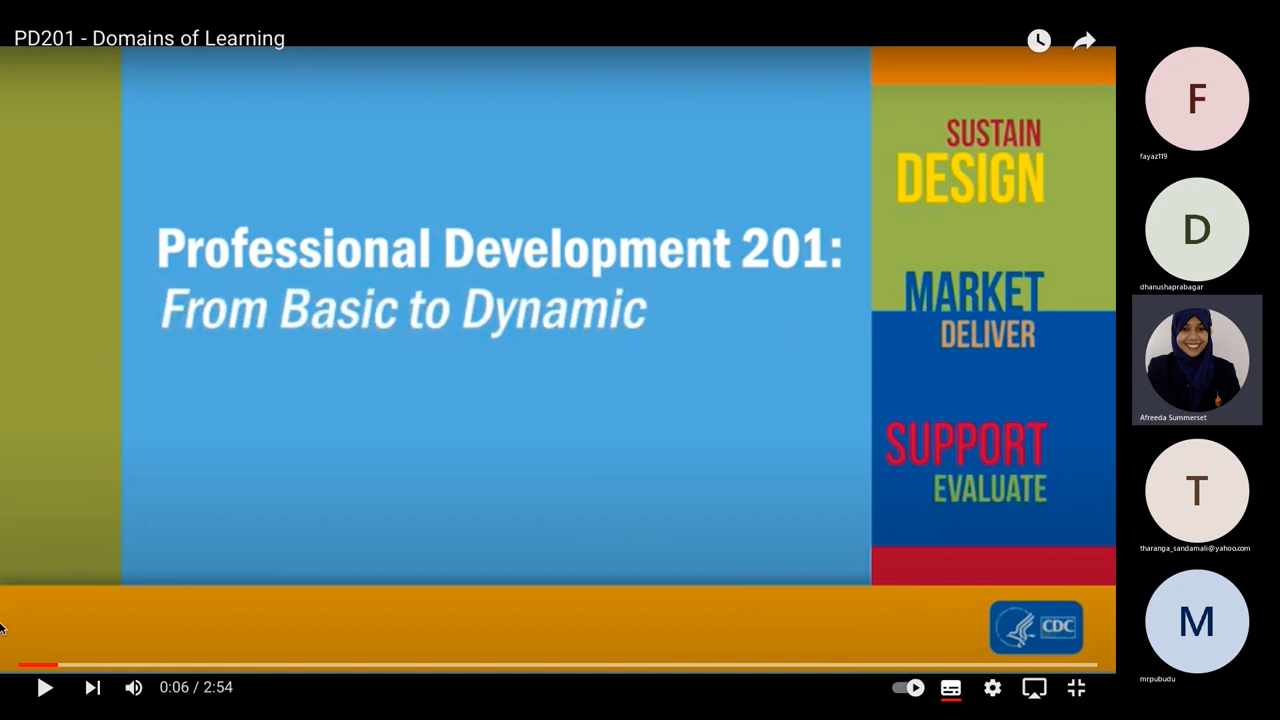 PD201 - Domains of Learning
Professional Development 201:
From Basic to Dynamic
SUSTAIN
DESIGN
MARKET
DELIVER
SUPPORT
EVALUATE
CDC
0:06 / 2:54
F
fayaz119
D
dhanushaprabagar
Afreeda Summerset
T
tharanga_sandamali@yahoo.com
M
mrpubudu